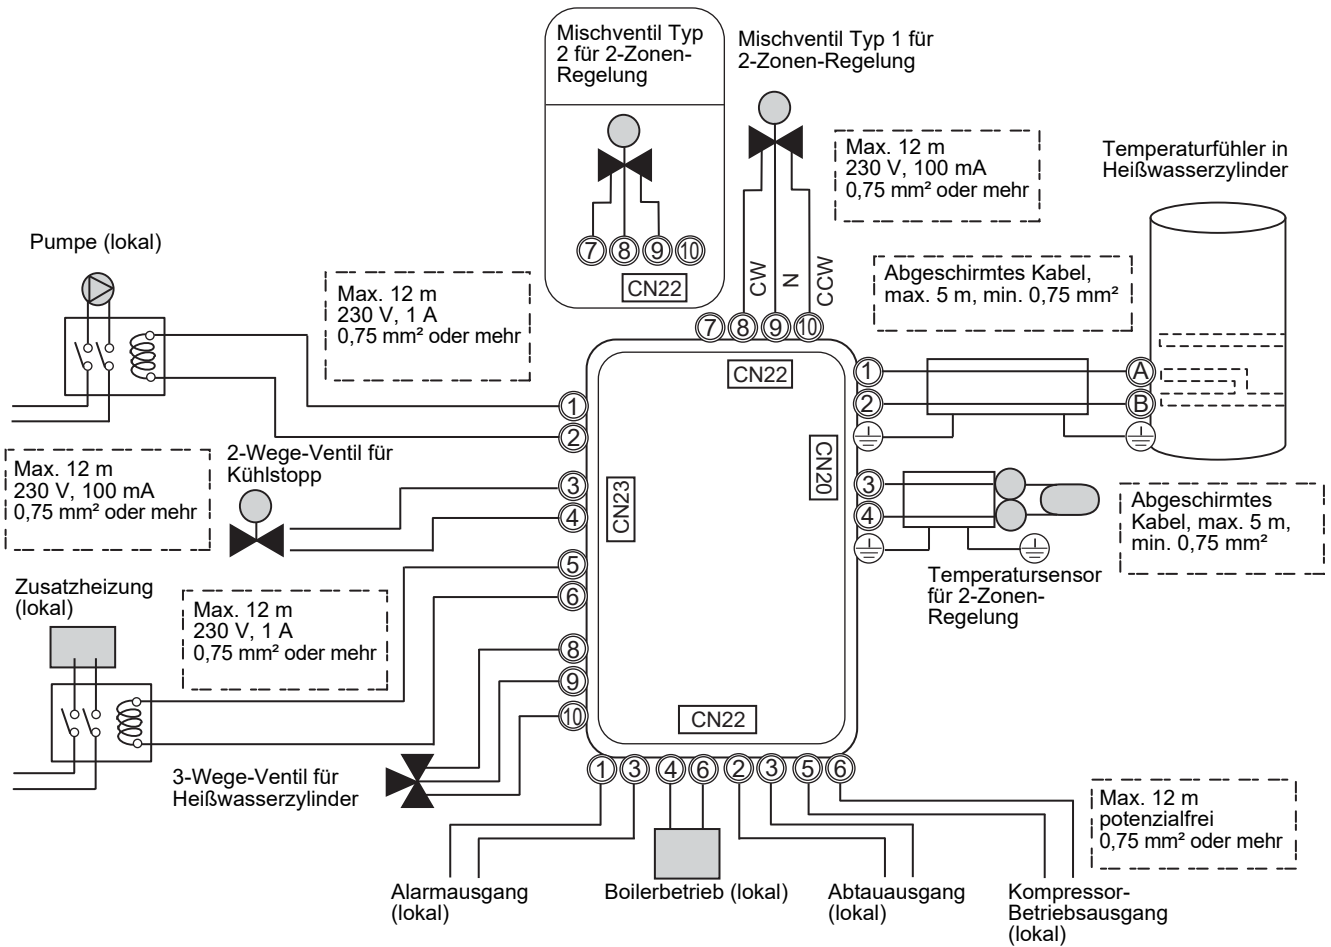 Mischventil Typ
2 für 2-Zonen-
Regelung
7 8 9 10
CN22
Mischventil Typ 1 für
2-Zonen-Regelung
Max. 12 m
230 V, 100 mA
0,75 mm² oder mehr
CW
N
CCW
7 8 9 10
CN22
Temperaturfühler in
Heißwasserzylinder
Abgeschirmtes Kabel,
max. 5 m, min. 0,75 mm²
1
2
A
B
CN20
3
4
Abgeschirmtes
Kabel, max. 5 m,
min. 0,75 mm²
Temperatursensor
für 2-Zonen-
Regelung
Pumpe (lokal)
Max. 12 m
230 V, 1 A
0,75 mm² oder mehr
1
2
2-Wege-Ventil für
Kühlstopp
Max. 12 m
230 V, 100 mA
0,75 mm² oder mehr
3
4
CN23
Zusatzheizung
(lokal)
Max. 12 m
230 V, 1 A
0,75 mm² oder mehr
5
6
8
9
10
3-Wege-Ventil für
Heißwasserzylinder
CN22
1 3 4 6 2 3 5 6
Max. 12 m
potenzialfrei
0,75 mm² oder mehr
Alarmausgang
(lokal)
Boilerbetrieb (lokal)
Abtauausgang
(lokal)
Kompressor-
Betriebsausgang
(lokal)